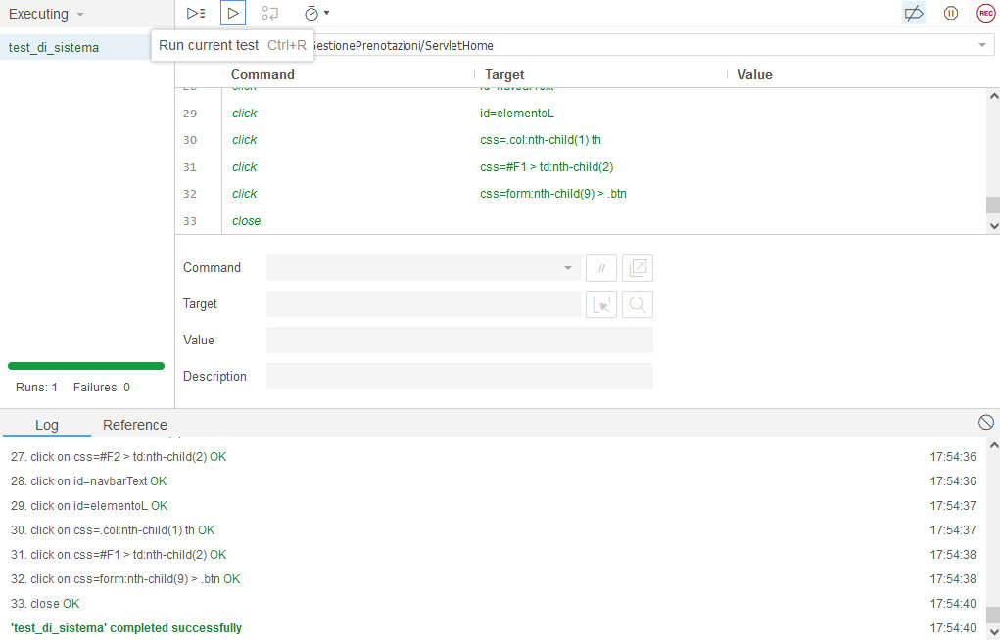 Executing
REC
test_di_sistema
Run current test Ctrl+R
estionePrenotazioni/ServletHome
Command Target Value
28 click id=navbarText
29 click id=elementoL
30 click css=.col:nth-child(1) th
31 click css=#F1 > td:nth-child(2)
32 click css=form:nth-child(9) > .btn
33 close
Command //
Target
Value
Description
Runs: 1 Failures: 0
Log Reference
27. click on css=#F2 > td:nth-child(2) OK 17:54:36
28. click on id=navbarText OK 17:54:36
29. click on id=elementoL OK 17:54:37
30. click on css=.col:nth-child(1) th OK 17:54:37
31. click on css=#F1 > td:nth-child(2) OK 17:54:38
32. click on css=form:nth-child(9) > .btn OK 17:54:38
33. close OK 17:54:40
'test_di_sistema' completed successfully 17:54:40